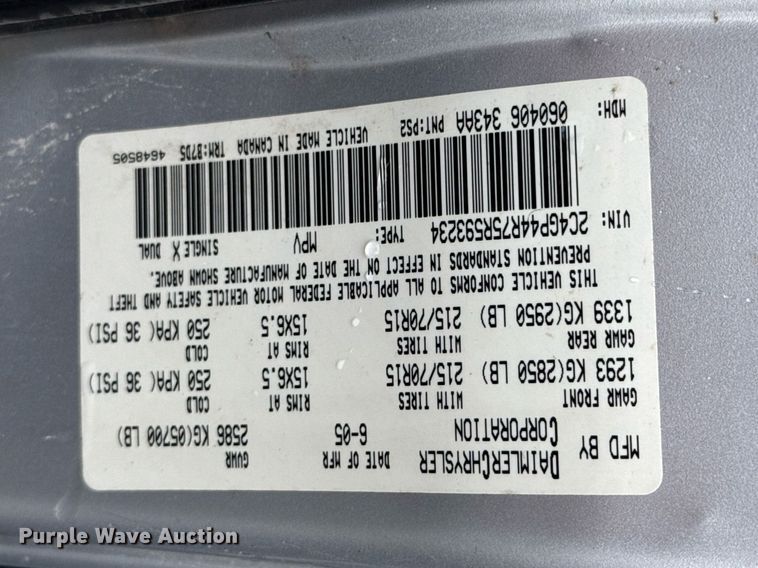 MFD BY DAIMLERCHRYSLER CORPORATION
DATE OF MFR 6-05
GVWR 2586 KG(05700 LB)
GAWR FRONT WITH TIRES RIMS AT COLD
1293 KG(2850 LB) 215/70R15 15X6.5 250 KPA(36 PSI)
GAWR REAR WITH TIRES RIMS AT COLD
1339 KG(2950 LB) 215/70R15 15X6.5 250 KPA(36 PSI)
THIS VEHICLE CONFORMS TO ALL APPLICABLE FEDERAL MOTOR VEHICLE SAFETY AND THEFT
PREVENTION STANDARDS IN EFFECT ON THE DATE OF MANUFACTURE SHOWN ABOVE.
VIN: 2C4GP44R75R593234 TYPE: MPV SINGLE X DUAL
MDH: 060406 343AA PNT:PS2 VEHICLE MADE IN CANADA TRM:B7D5 4648505
Purple Wave Auction